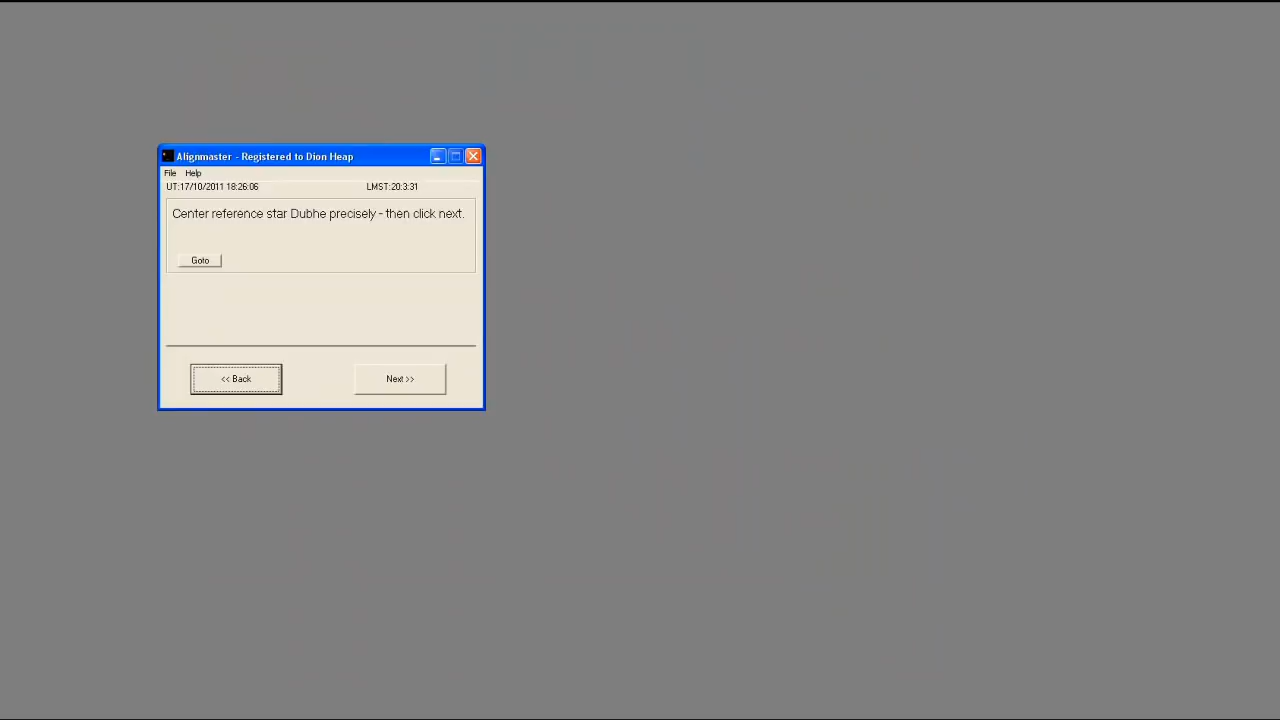 Alignmaster - Registered to Dion Heap
File Help
UT:17/10/2011 18:26:06 LMST:20:3:31
Center reference star Dubhe precisely - then click next.
Goto
<< Back Next >>